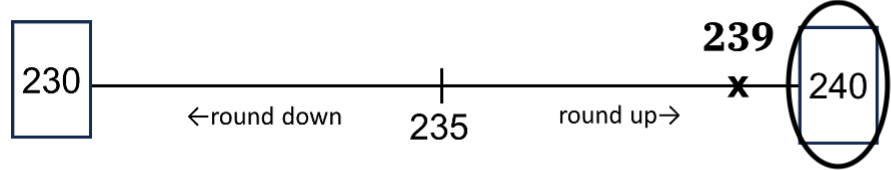 239
230
240
←round down
235
round up→
x